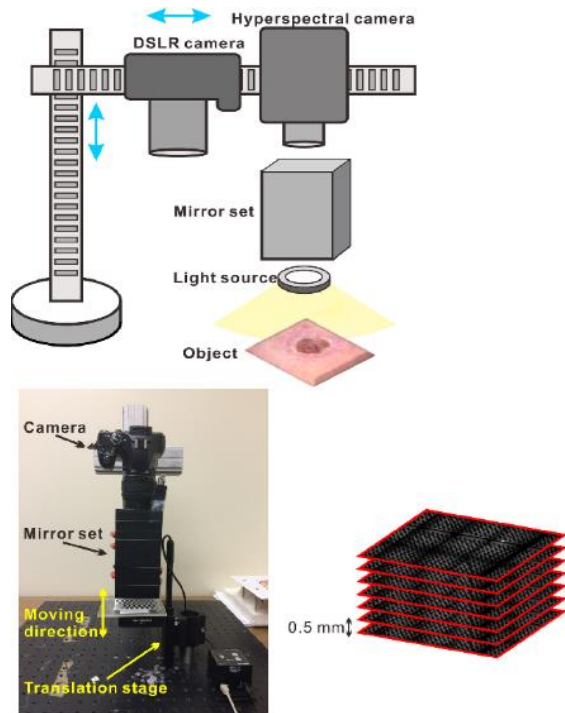 Hyperspectral camera
DSLR camera
Mirror set
Light source
Object
Camera
Mirror set
Moving
direction
Translation stage
0.5 mm